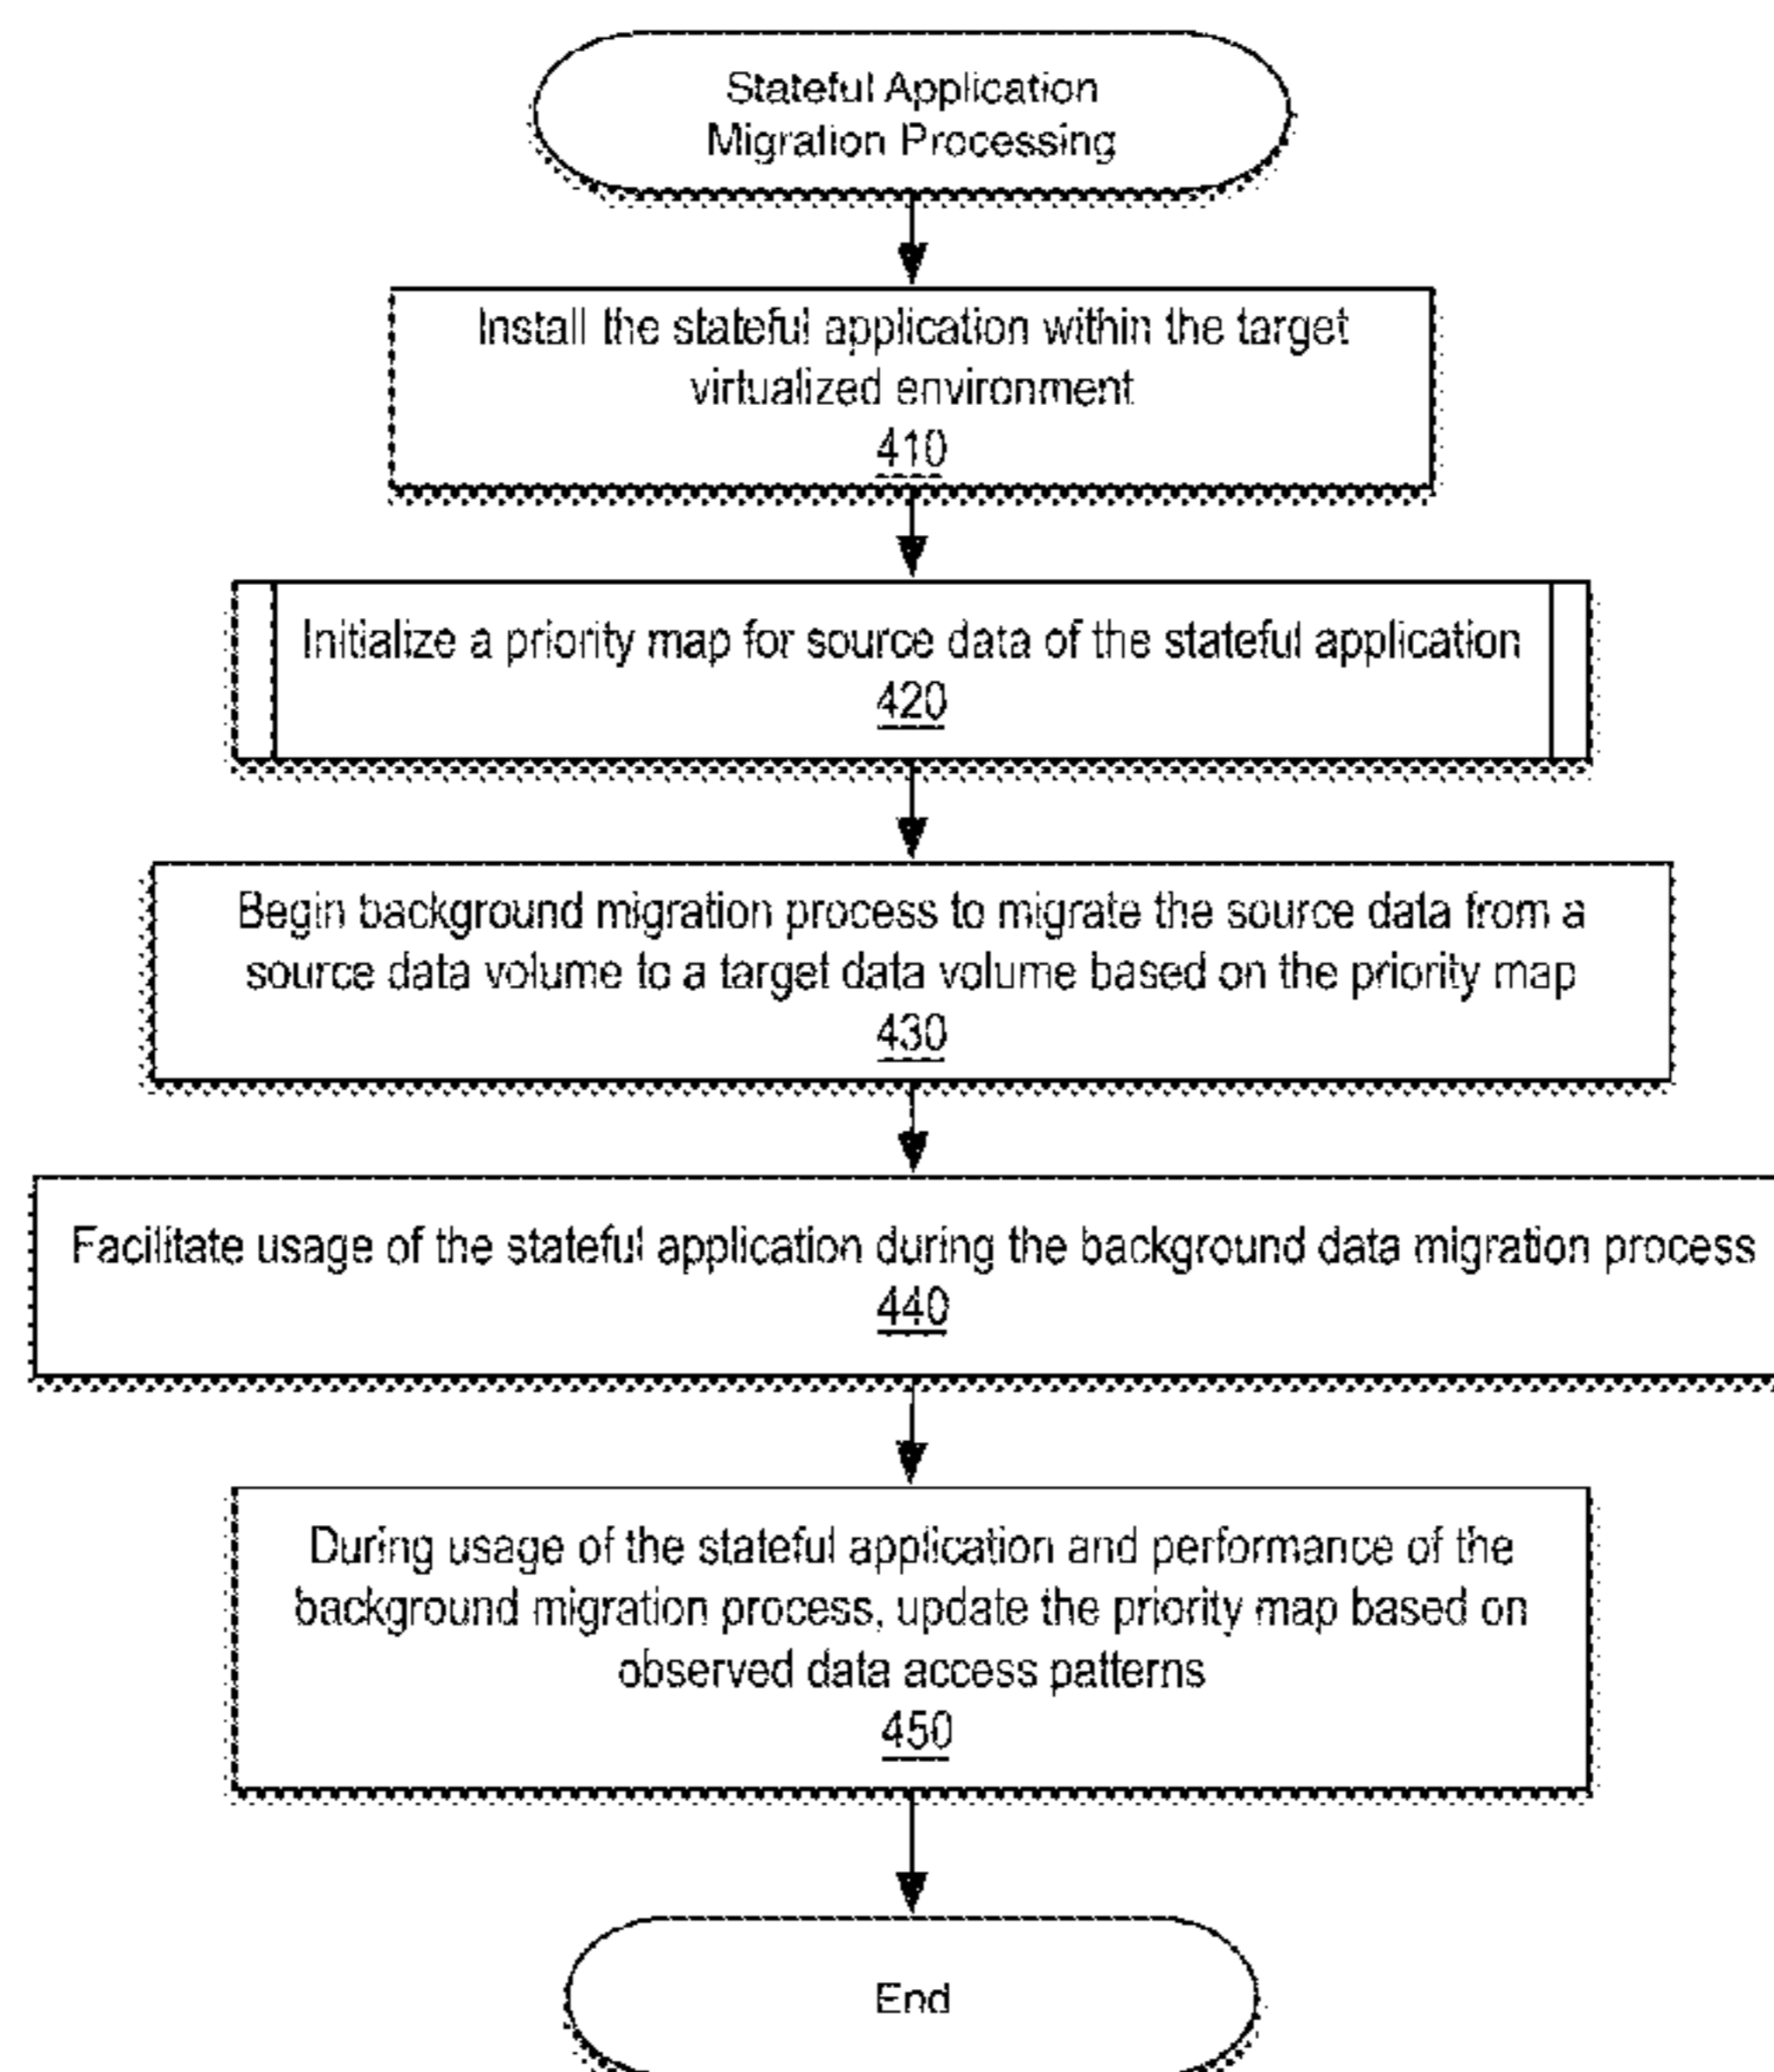 Stateful Application
Migration Processing
Install the stateful application within the target
virtualized environment
410
Initialize a priority map for source data of the stateful application
420
Begin background migration process to migrate the source data from a
source data volume to a target data volume based on the priority map
430
Facilitate usage of the stateful application during the background data migration process
440
During usage of the stateful application and performance of the
background migration process, update the priority map based on
observed data access patterns
450
End